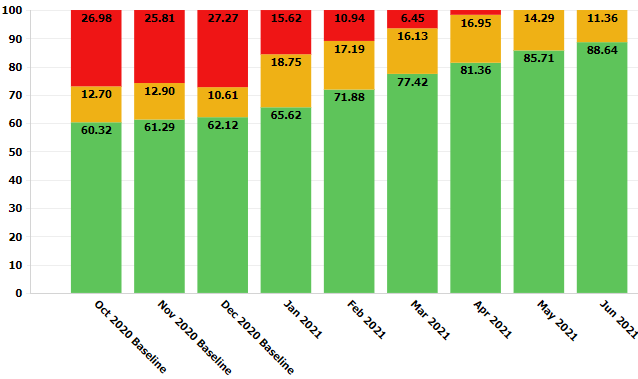 100
90
80
70
60
50
40
30
20
10
0
26.98 25.81 27.27 15.62 10.94 6.45 14.29 11.36
12.70 12.90 10.61 18.75 17.19 16.13 16.95 85.71 88.64
60.32 61.29 62.12 65.62 71.88 77.42 81.36
Oct 2020 Baseline
Nov 2020 Baseline
Dec 2020 Baseline
Jan 2021
Feb 2021
Mar 2021
Apr 2021
May 2021
Jun 2021